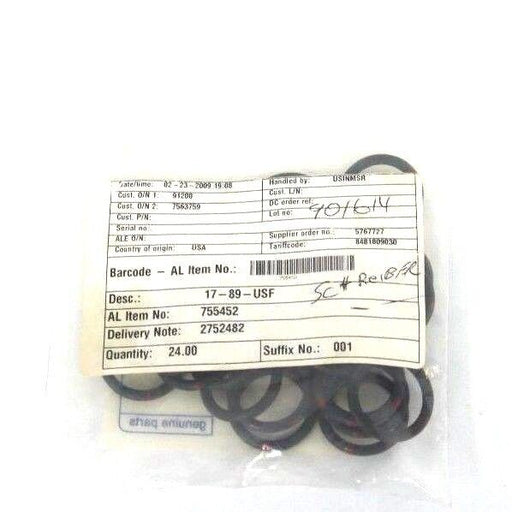 Date/time: 02-23-2009 19:08 Handled by: USINMSR
Cust. O/N 1: 91200 Cust. L/N:
Cust. O/N 2: 7563759 DC order ref:
Cust. P/N: Lot no: 901614
Serial no:
ALE O/N: Supplier order no.: 5767727
Country of origin: USA Tariffcode: 8481809030
Barcode - AL Item No.:
755452
Desc.: 17-89-USF SC#
AL Item No: 755452
Delivery Note: 2752482
Quantity: 24.00 Suffix No.: 001
genuine parts